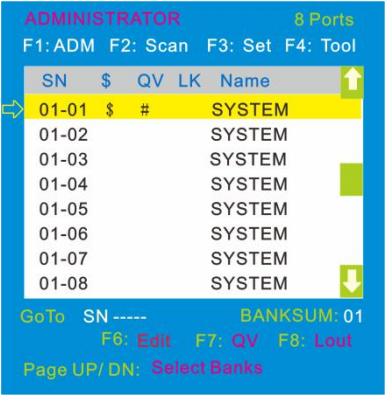 ADMINISTRATOR 8 Ports
F1: ADM F2: Scan F3: Set F4: Tool
SN $ QV LK Name
01-01 $ # SYSTEM
01-02 SYSTEM
01-03 SYSTEM
01-04 SYSTEM
01-05 SYSTEM
01-06 SYSTEM
01-07 SYSTEM
01-08 SYSTEM
GoTo SN ----- BANKSUM: 01
F6: Edit F7: QV F8: Lout
Page UP/ DN: Select Banks